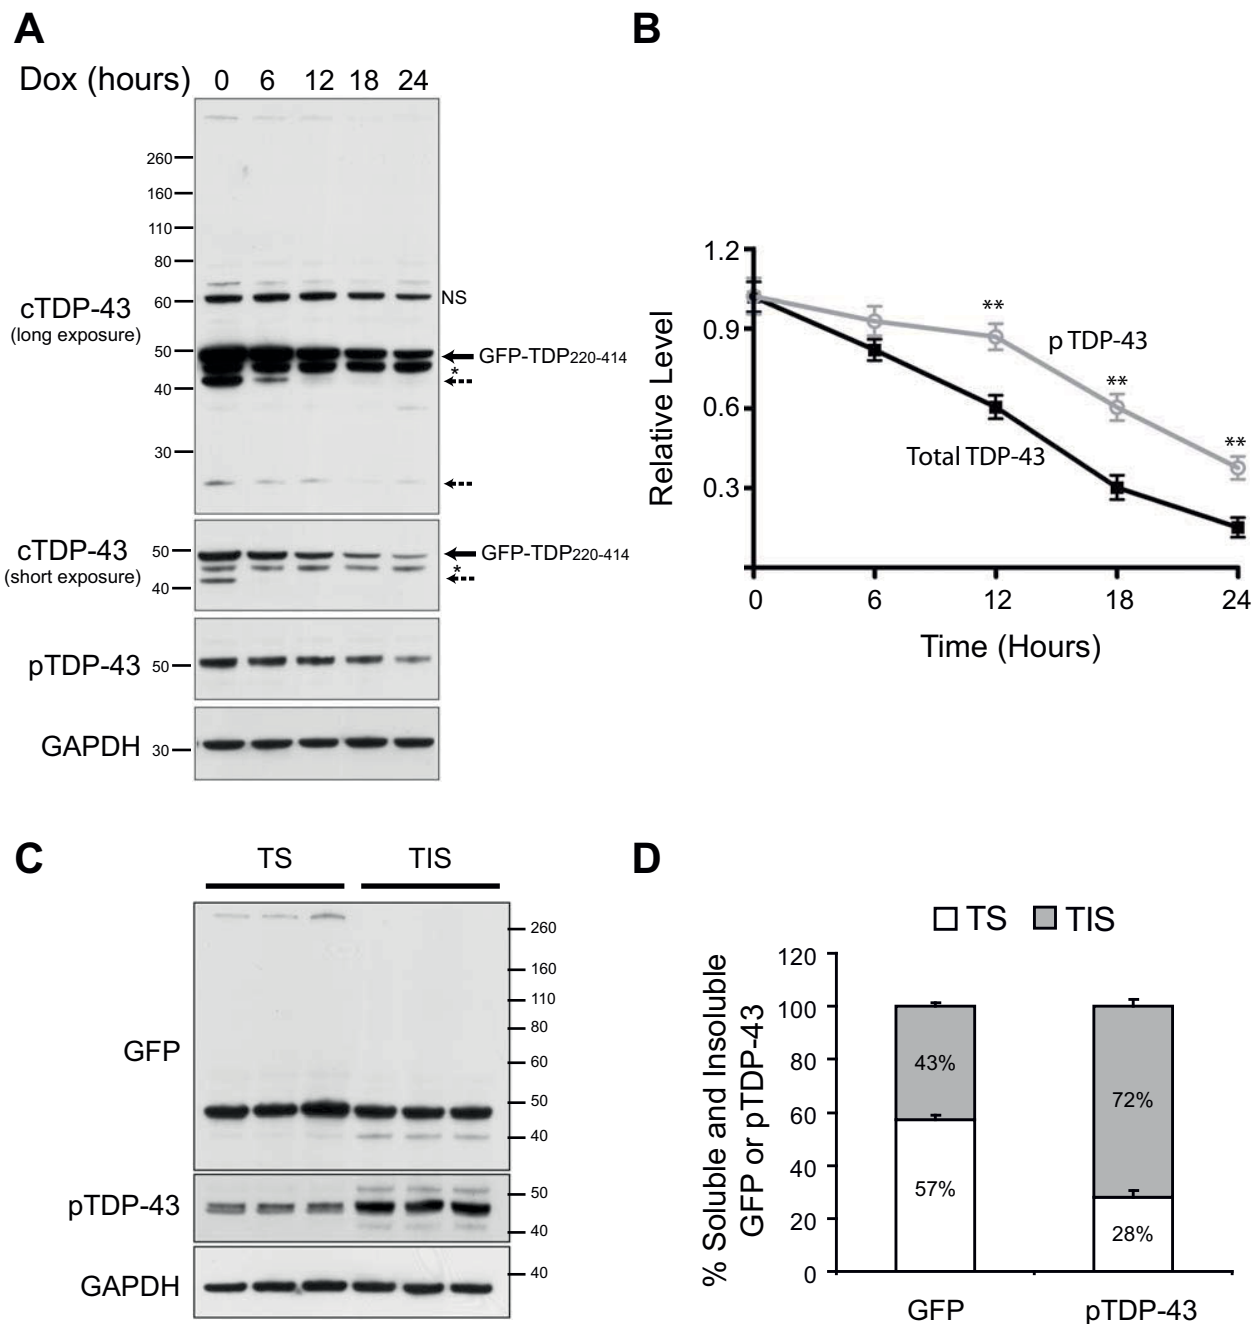 A
Dox (hours) 0 6 12 18 24
260
160
110
80
cTDP-43
(long exposure)
60
NS
50
GFP-TDP220-414
*
40
30
cTDP-43
(short exposure)
50
GFP-TDP220-414
*
40
pTDP-43 50
GAPDH 30
B
Relative Level
1.2
0.9
0.6
0.3
**
**
**
p TDP-43
Total TDP-43
0 6 12 18 24
Time (Hours)
C
TS TIS
GFP
260
160
110
80
60
50
40
pTDP-43
50
40
GAPDH
40
D
TS TIS
% Soluble and Insoluble
GFP or pTDP-43
120
100
80
60
40
20
0
43%
57%
72%
28%
GFP pTDP-43